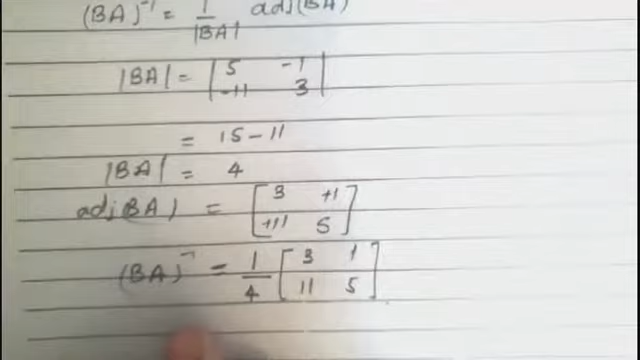 (BA)⁻¹ = 1/|BA| adj(BA)
|BA| = | 5 -1 |
| -11 3 |
= 15 - 11
|BA| = 4
adj(BA) = [ 3 +1 ]
[ +11 5 ]
(BA)⁻¹ = 1/4 [ 3 1 ]
[ 11 5 ]